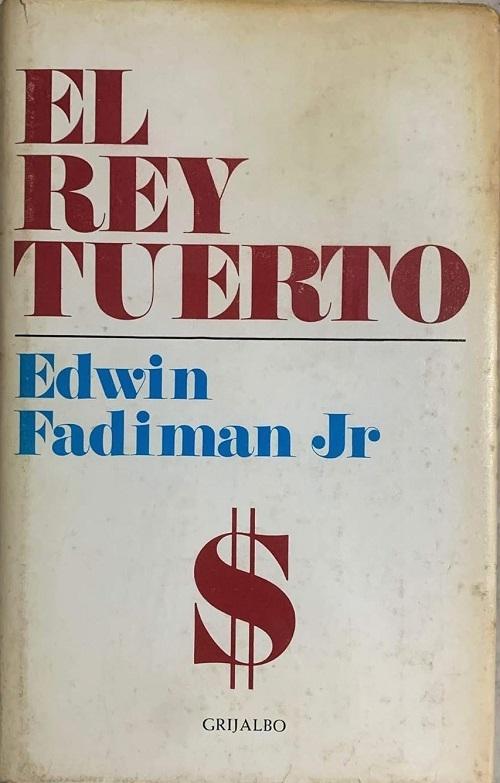 EL
REY
TUERTO
Edwin
Fadiman Jr
$
GRIJALBO